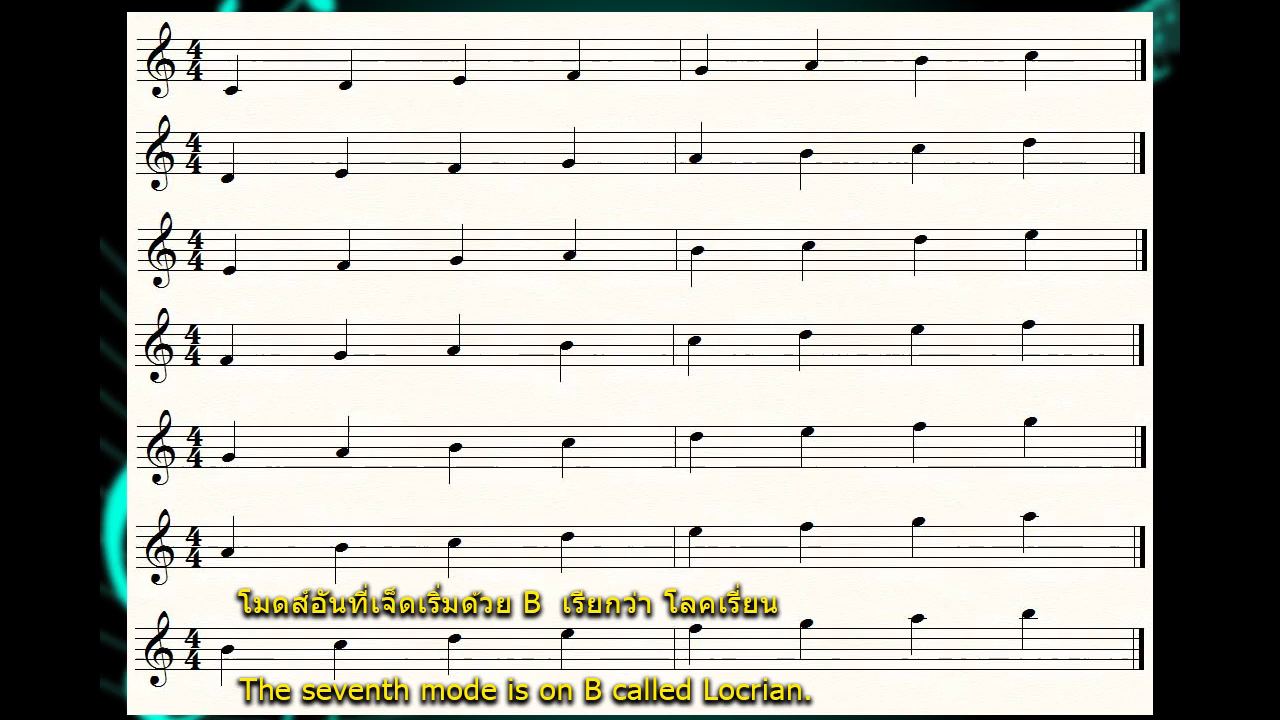 โมดส์อันที่เจ็ดเริ่มด้วย B เรียกว่า โลคเรี่ยน
The seventh mode is on B called Locrian.